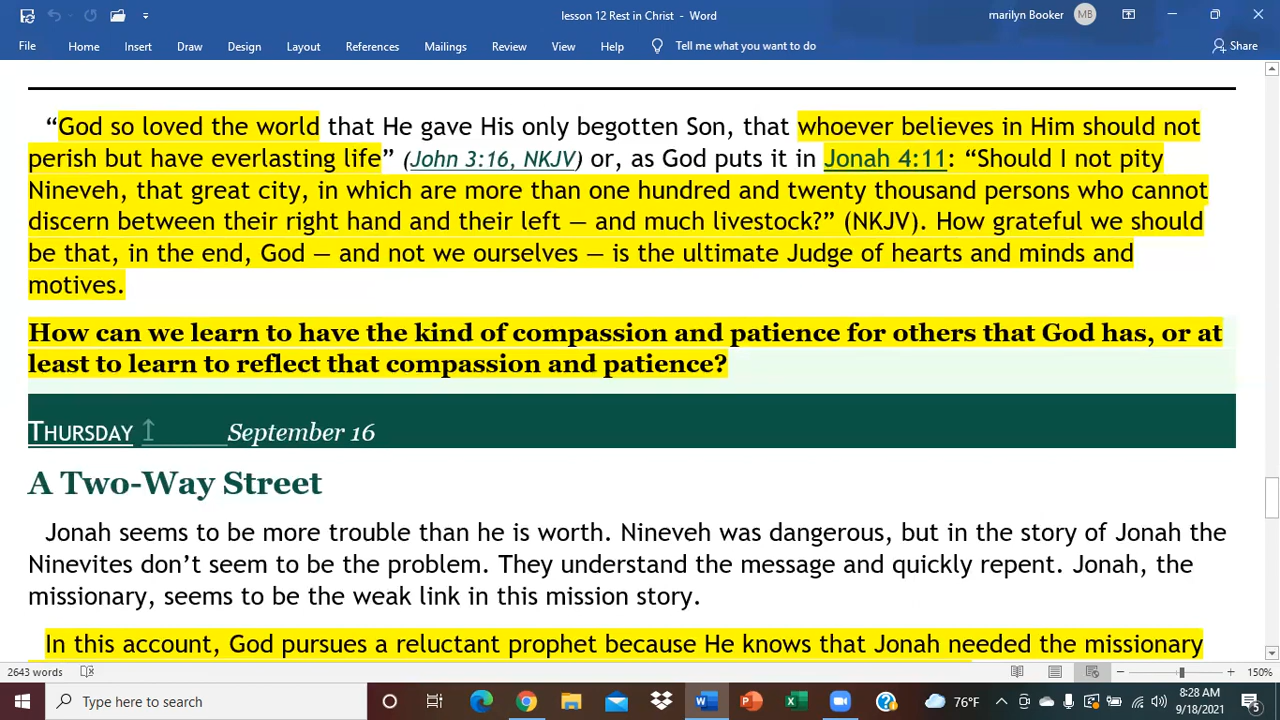 lesson 12 Rest in Christ - Word
marilyn Booker MB
File Home Insert Draw Design Layout References Mailings Review View Help Tell me what you want to do Share
“God so loved the world that He gave His only begotten Son, that whoever believes in Him should not
perish but have everlasting life” (John 3:16, NKJV) or, as God puts it in Jonah 4:11: “Should I not pity
Nineveh, that great city, in which are more than one hundred and twenty thousand persons who cannot
discern between their right hand and their left — and much livestock?” (NKJV). How grateful we should
be that, in the end, God — and not we ourselves — is the ultimate Judge of hearts and minds and
motives.
How can we learn to have the kind of compassion and patience for others that God has, or at
least to learn to reflect that compassion and patience?
Thursday ↥ September 16
A Two-Way Street
Jonah seems to be more trouble than he is worth. Nineveh was dangerous, but in the story of Jonah the
Ninevites don’t seem to be the problem. They understand the message and quickly repent. Jonah, the
missionary, seems to be the weak link in this mission story.
In this account, God pursues a reluctant prophet because He knows that Jonah needed the missionary
2643 words
150%
Type here to search
76°F
8:28 AM
9/18/2021
5